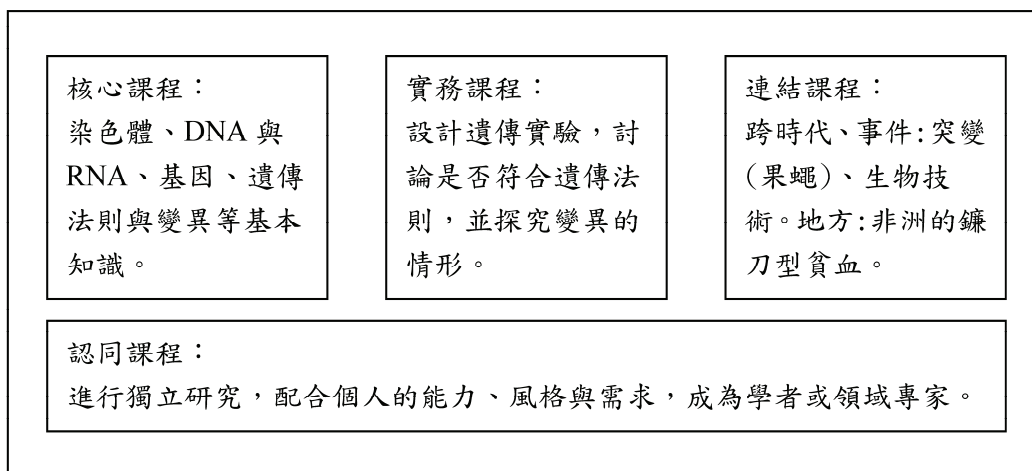 核心課程：
染色體、DNA 與
RNA、基因、遺傳
法則與變異等基本
知識。
實務課程：
設計遺傳實驗，討
論是否符合遺傳法
則，並探究變異的
情形。
連結課程：
跨時代、事件：突變
（果蠅）、生物技
術。地方：非洲的鐮
刀型貧血。
認同課程：
進行獨立研究，配合個人的能力、風格與需求，成為學者或領域專家。